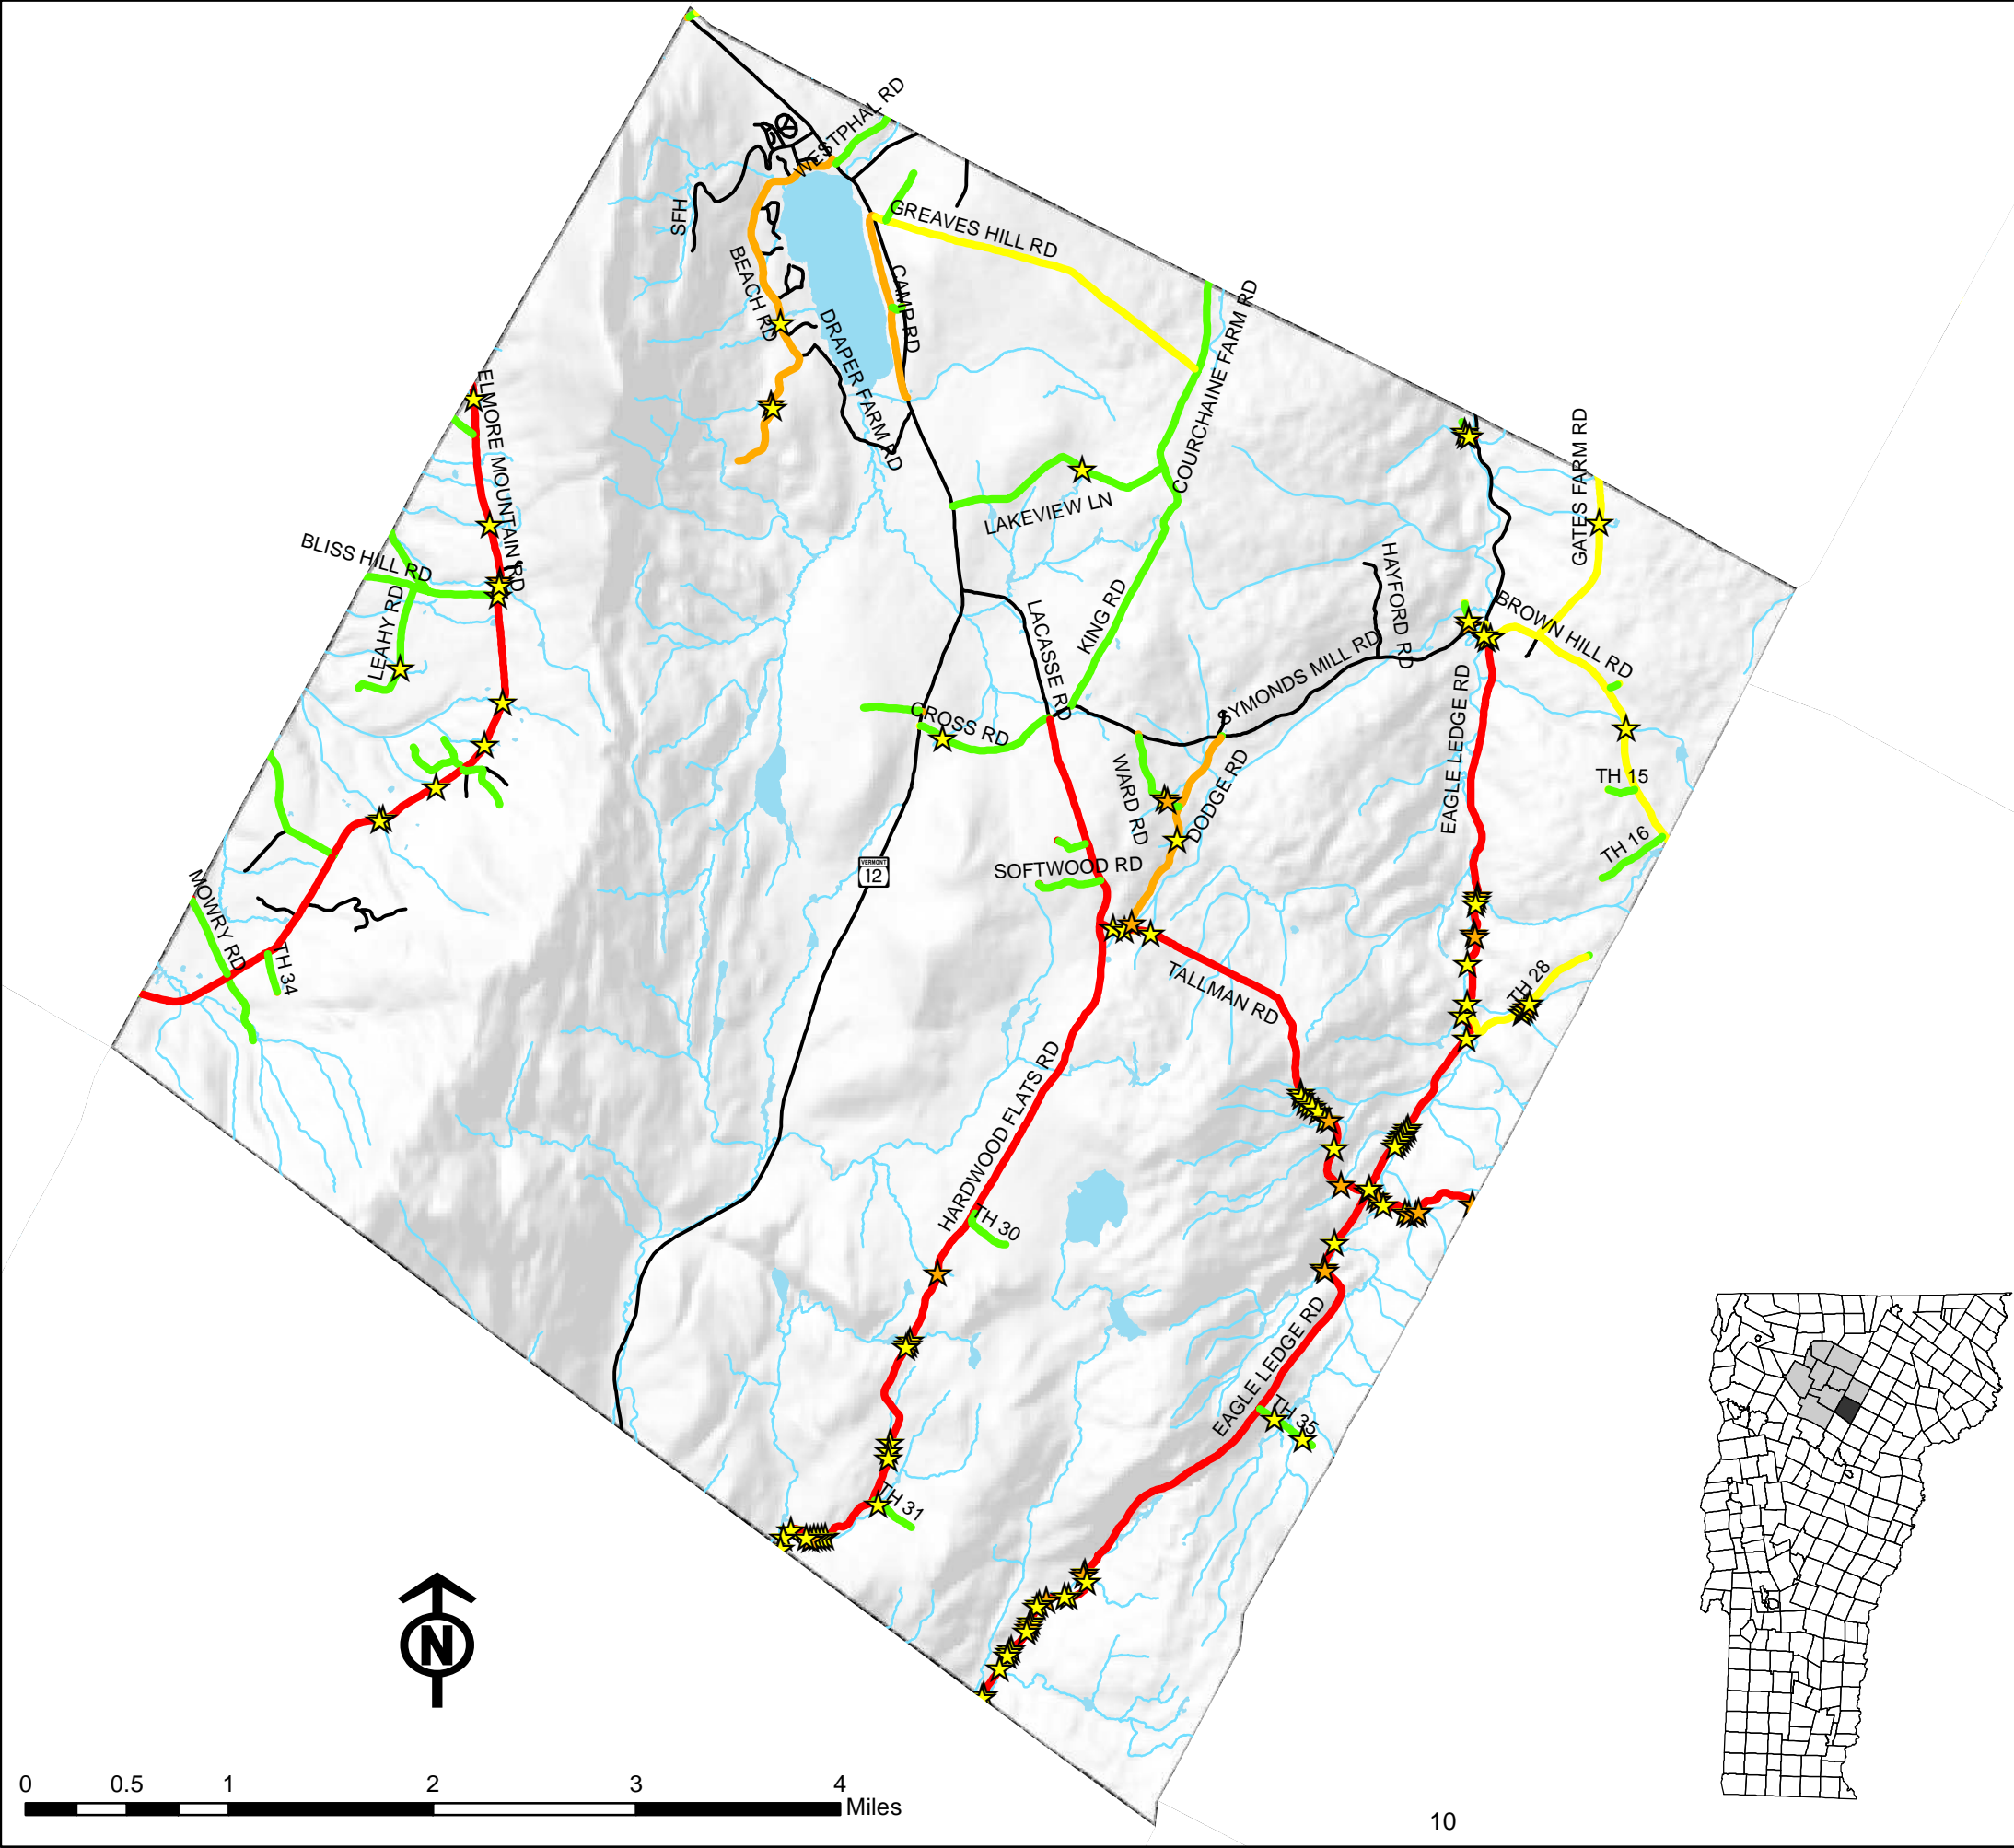 WESTPHAL RD
SFH
GREAVES HILL RD
BEACH RD
CAMP RD
DRAPER FARM RD
COURCHAINE FARM RD
ELMORE MOUNTAIN RD
GATES FARM RD
LAKEVIEW LN
BLISS HILL RD
LEAHY RD
HAYFORD RD
KING RD
LACASSE RD
BROWN HILL RD
SYMONDS MILL RD
EAGLE LEDGE RD
CROSS RD
WARD RD
DODGE RD
TH 15
TH 16
SOFTWOOD RD
VERMONT
12
MOWRY RD
TH 34
TALLMAN RD
TH 28
HARDWOOD FLATS RD
TH 30
EAGLE LEDGE RD
TH 35
TH 31
N
0 0.5 1 2 3 4
Miles
10